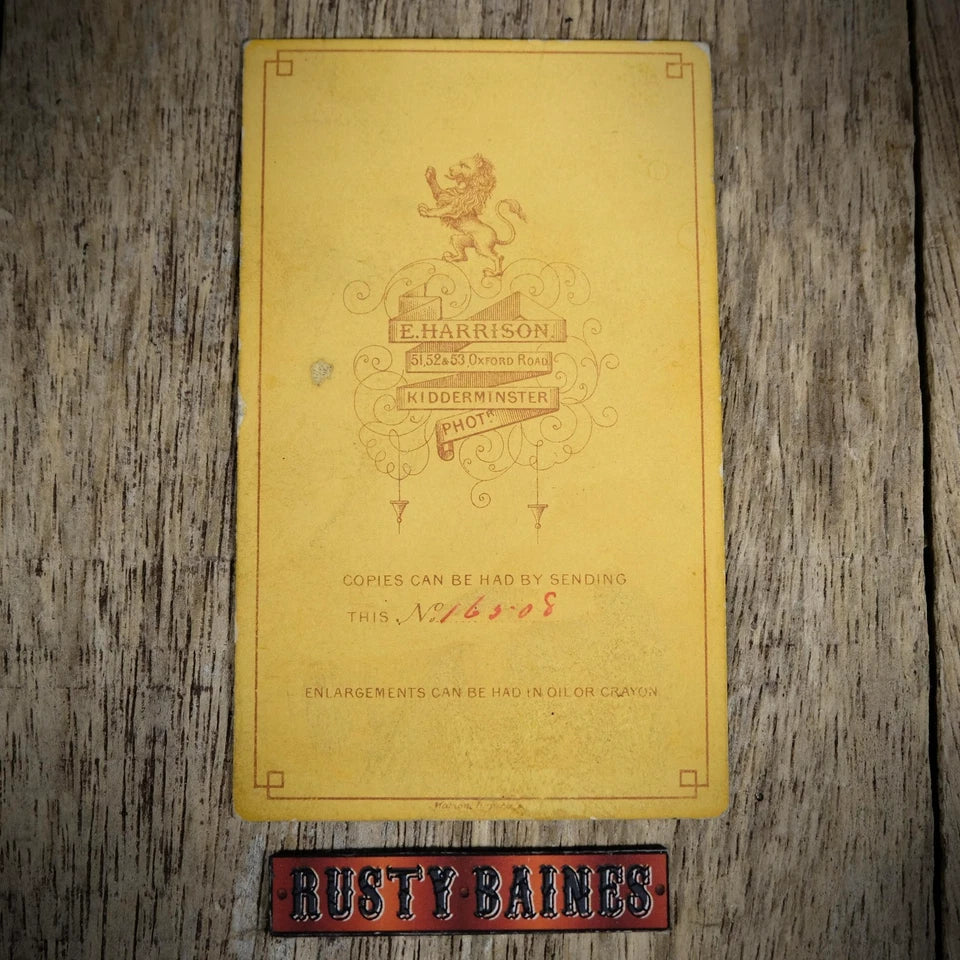 E. HARRISON.
51, 52 & 53, OXFORD ROAD
KIDDERMINSTER
PHOTR.
COPIES CAN BE HAD BY SENDING
THIS No. 16508
ENLARGEMENTS CAN BE HAD IN OIL OR CRAYON
Marion,
RUSTY·BAINES